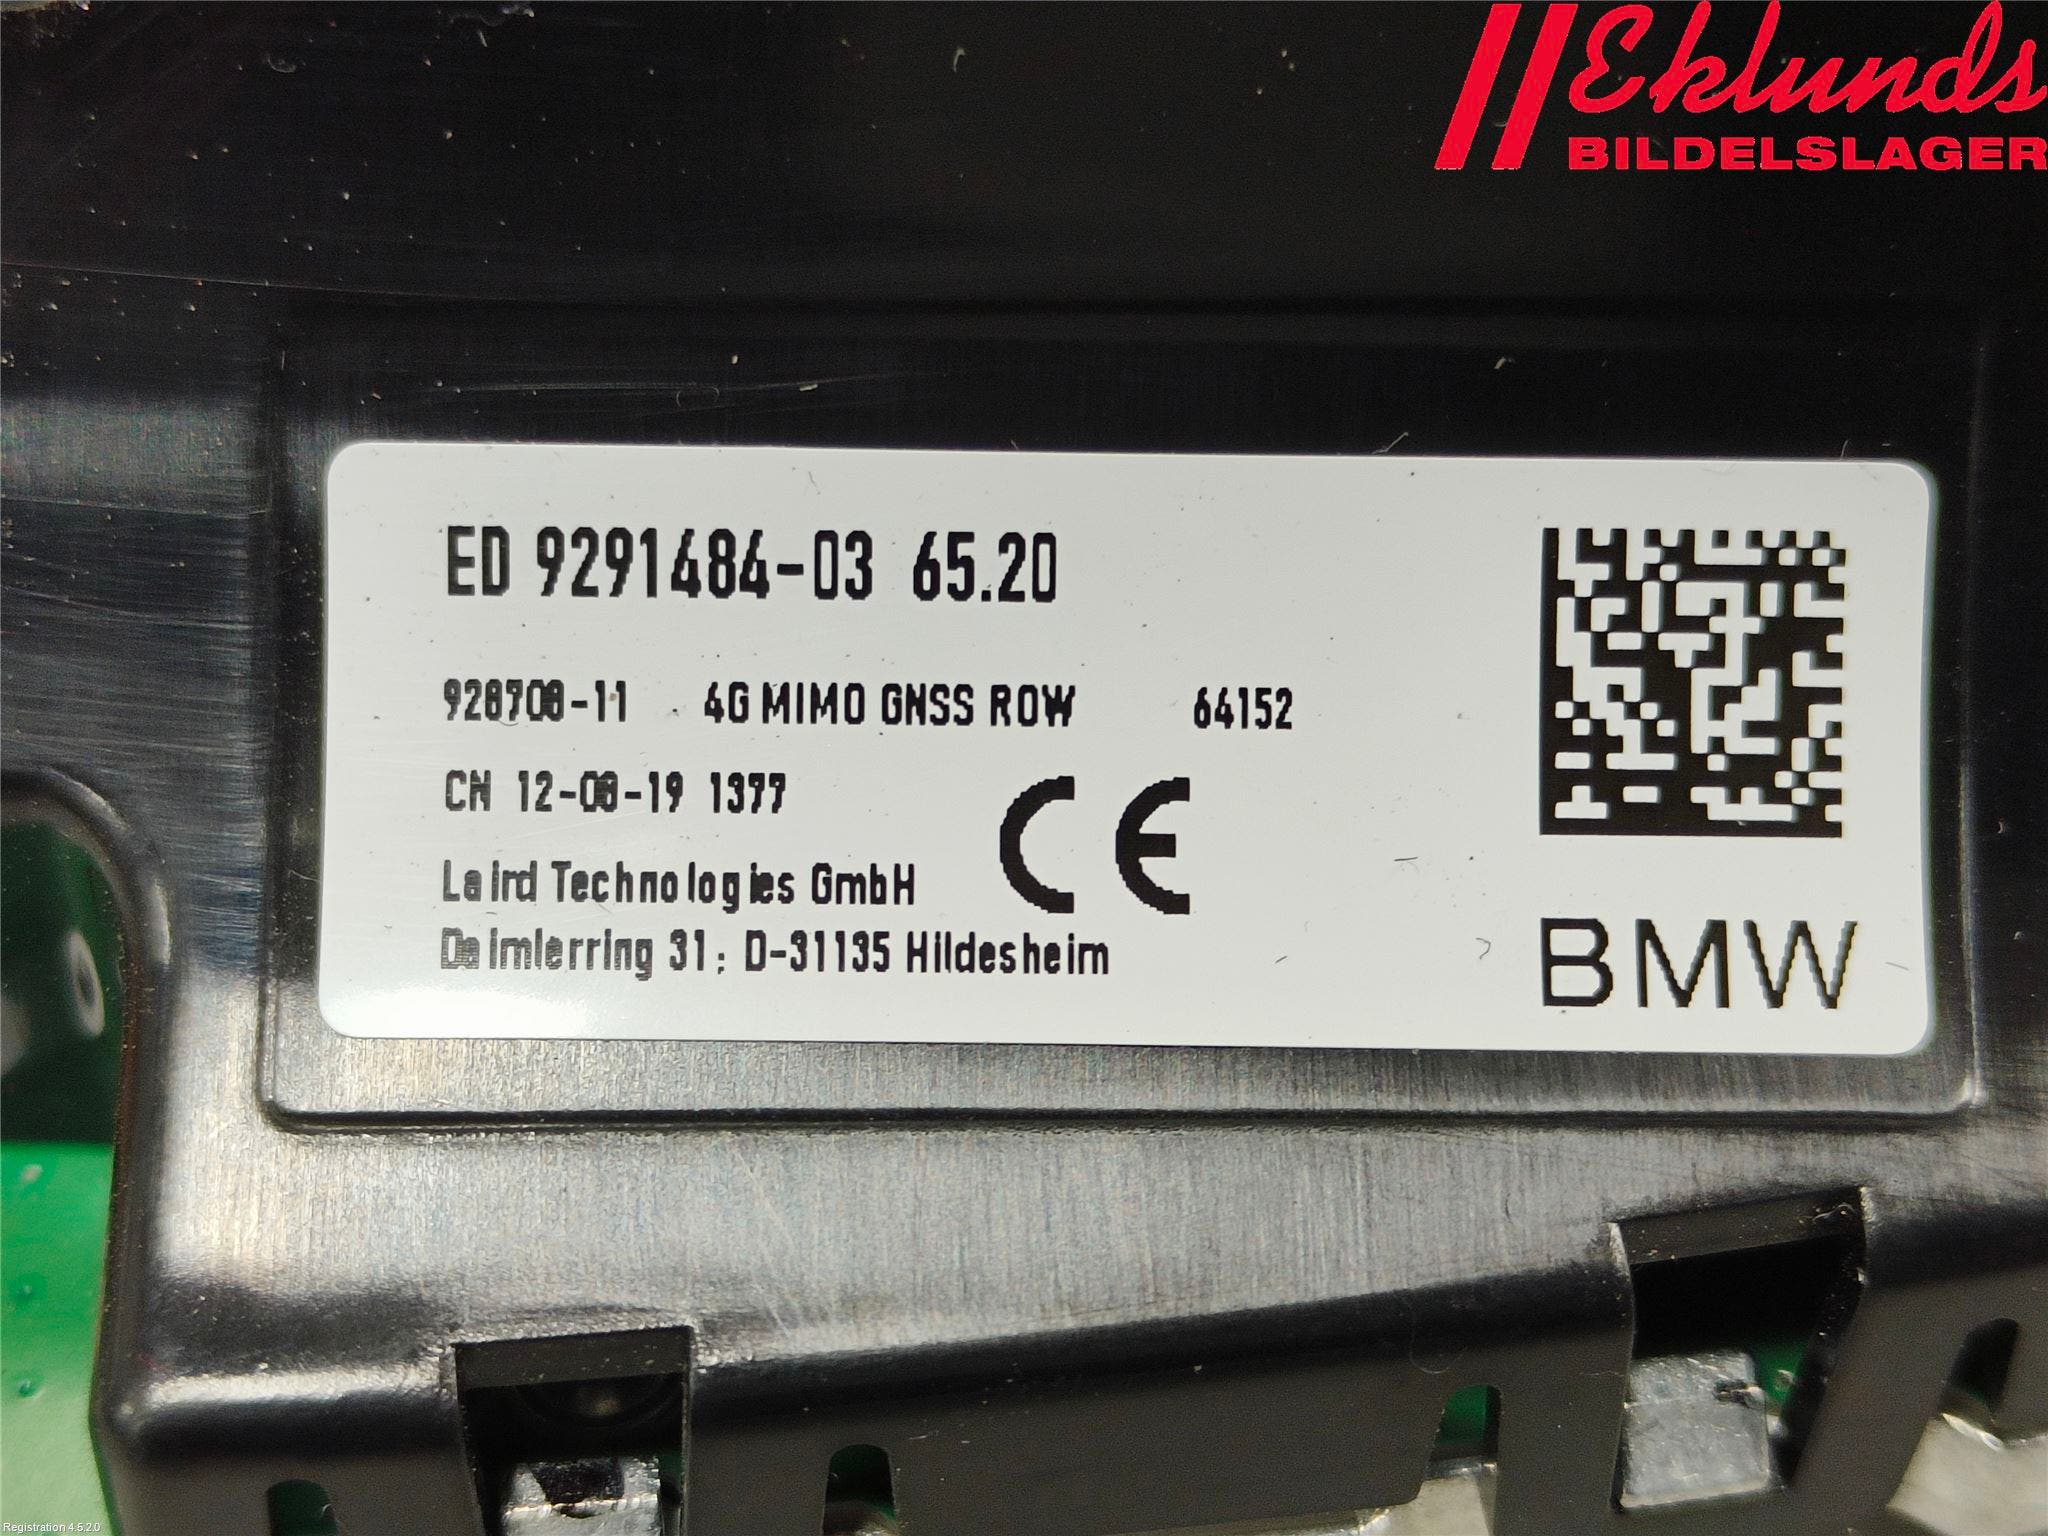 Eklunds
BILDELSLAGER
ED 9291484-03 65.20
928708-11 4G MIMO GNSS ROW 64152
CN 12-08-19 1377
CE
Laird Technologies GmbH
Daimlerring 31; D-31135 Hildesheim
BMW
Registration 4.5.2.0